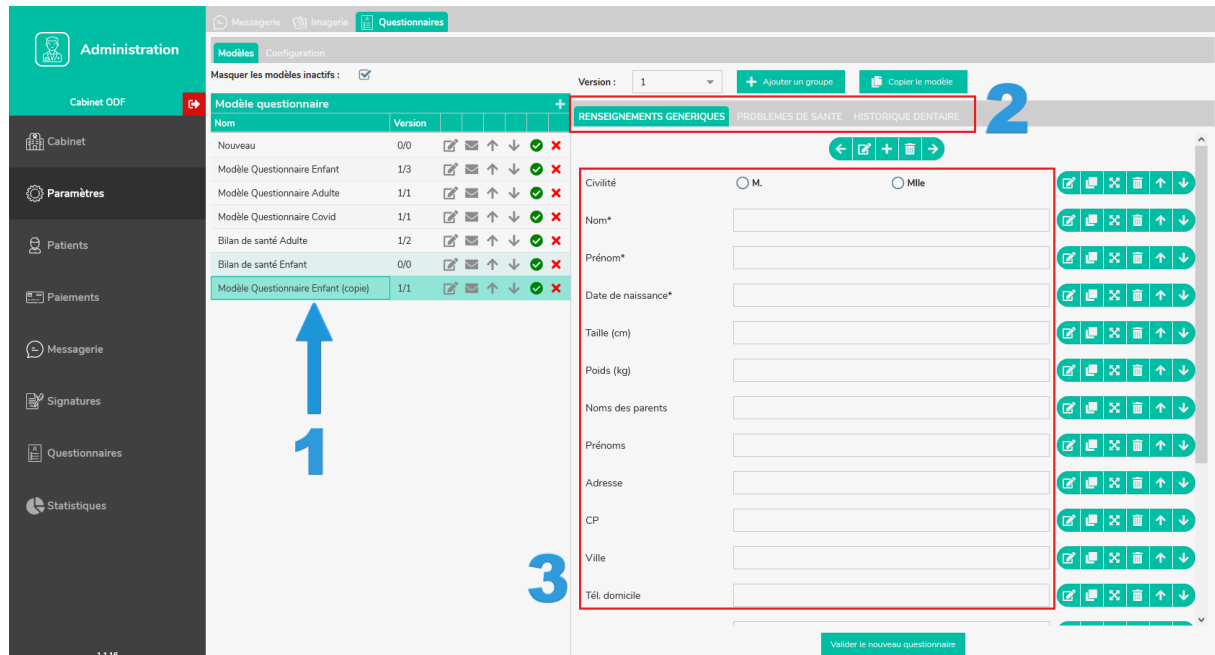 Administration
Cabinet ODF
Cabinet
Paramètres
Patients
Paiements
Messagerie
Signatures
Questionnaires
Statistiques
Messagerie Imagerie Questionnaires
Modèles Configuration
Masquer les modèles inactifs :
Modèle questionnaire +
Nom Version
Nouveau 0/0
Modèle Questionnaire Enfant 1/3
Modèle Questionnaire Adulte 1/1
Modèle Questionnaire Covid 1/1
Bilan de santé Adulte 1/2
Bilan de santé Enfant 0/0
Modèle Questionnaire Enfant (copie) 1/1
1
Version : 1 Ajouter un groupe Copier le modèle
2
RENSEIGNEMENTS GENERIQUES PROBLEMES DE SANTE HISTORIQUE DENTAIRE
Civilité M. Mlle
Nom*
Prénom*
Date de naissance*
Taille (cm)
Poids (kg)
Noms des parents
Prénoms
Adresse
CP
Ville
3
Tél. domicile
Valider le nouveau questionnaire